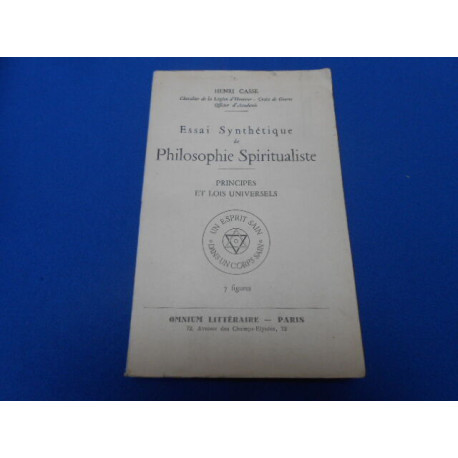 HENRI CASSE
Chevalier de la Légion d'Honneur - Croix de Guerre
Officier d'Académie
Essai Synthétique
de
Philosophie Spiritualiste
PRINCIPES
ET LOIS UNIVERSELS
UN ESPRIT SAIN
DANS UN CORPS SAIN
7 figures
OMNIUM LITTÉRAIRE — PARIS
72, Avenue des Champs-Élysées, 72